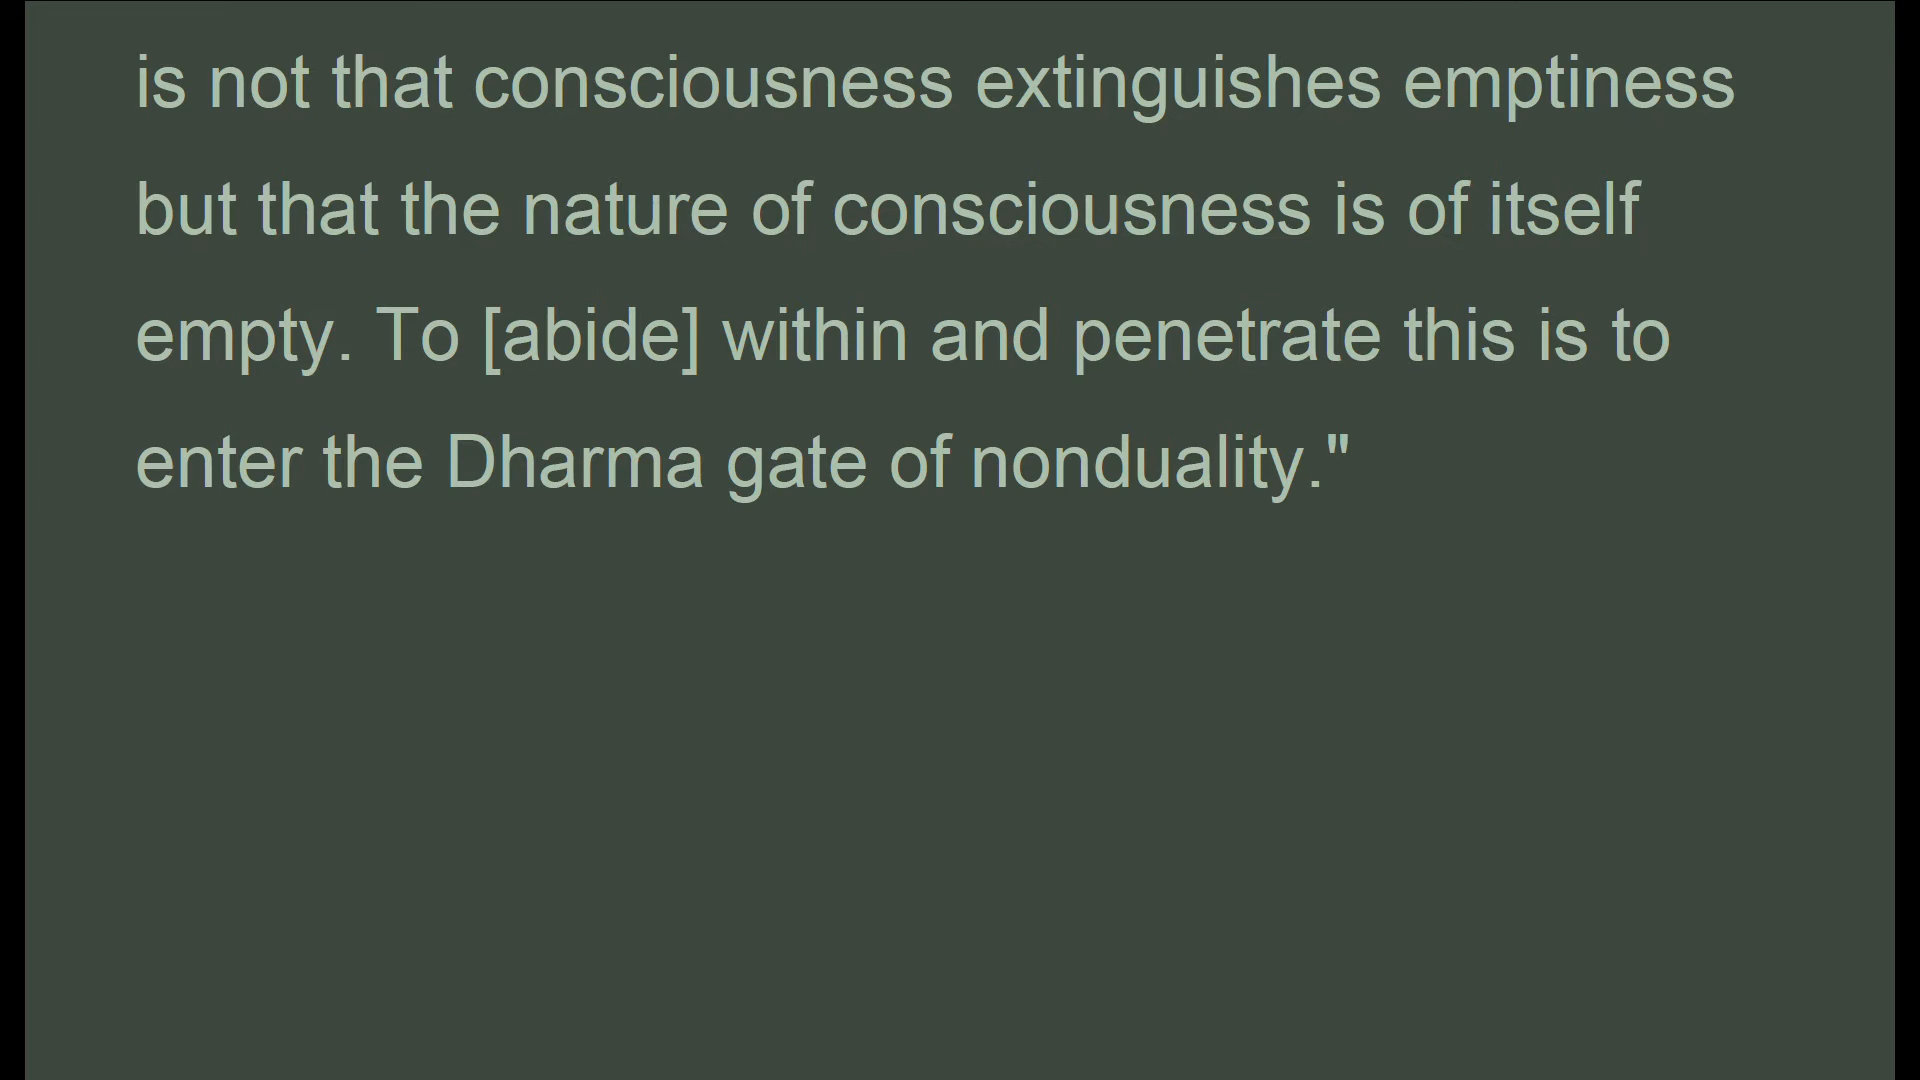 is not that consciousness extinguishes emptiness
but that the nature of consciousness is of itself
empty. To [abide] within and penetrate this is to
enter the Dharma gate of nonduality."